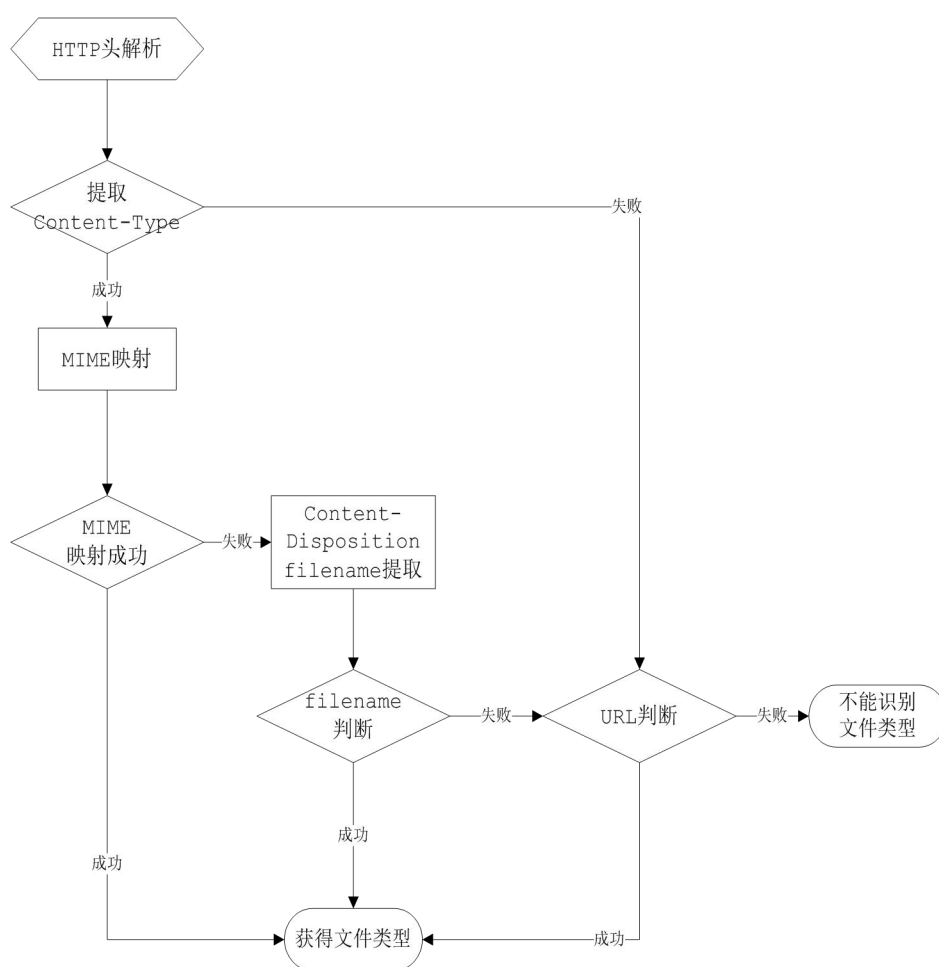 HTTP头解析
提取
Content-Type
失败
成功
MIME映射
MIME
映射成功
失败
Content-
Disposition
filename提取
filename
判断
失败
URL判断
失败
不能识别
文件类型
成功
成功
获得文件类型
成功